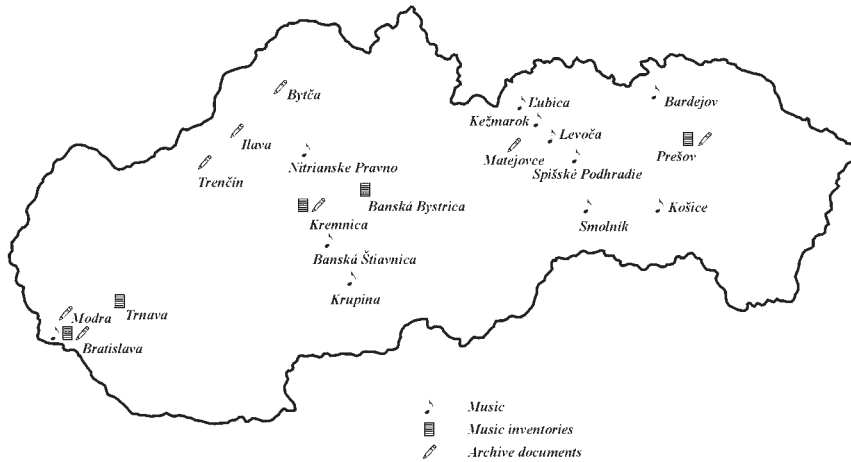 Bytča
Ľubica
Bardejov
Kežmarok
Ilava
Levoča
Nitrianske Pravno
Matejovce
Prešov
Trenčín
Spišské Podhradie
Banská Bystrica
Košice
Kremnica
Smolník
Banská Štiavnica
Krupina
Modra
Trnava
Bratislava
Music
Music inventories
Archive documents